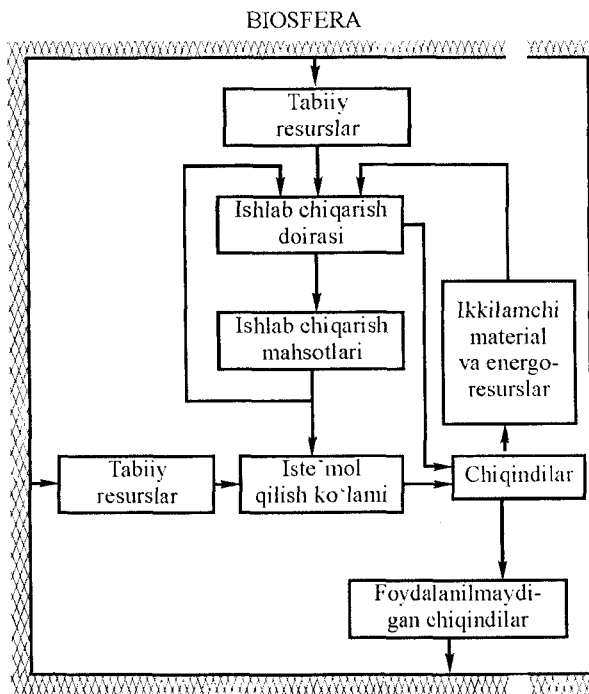 BIOSFERA
Tabiiy
resurslar
Ishlab chiqarish
doirasi
Ishlab chiqarish
mahsotlari
Ikkilamchi
material
va energo-
resurslar
Tabiiy
resurslar
Iste`mol
qilish ko`lami
Chiqindilar
Foydalanilmaydi-
gan chiqindilar